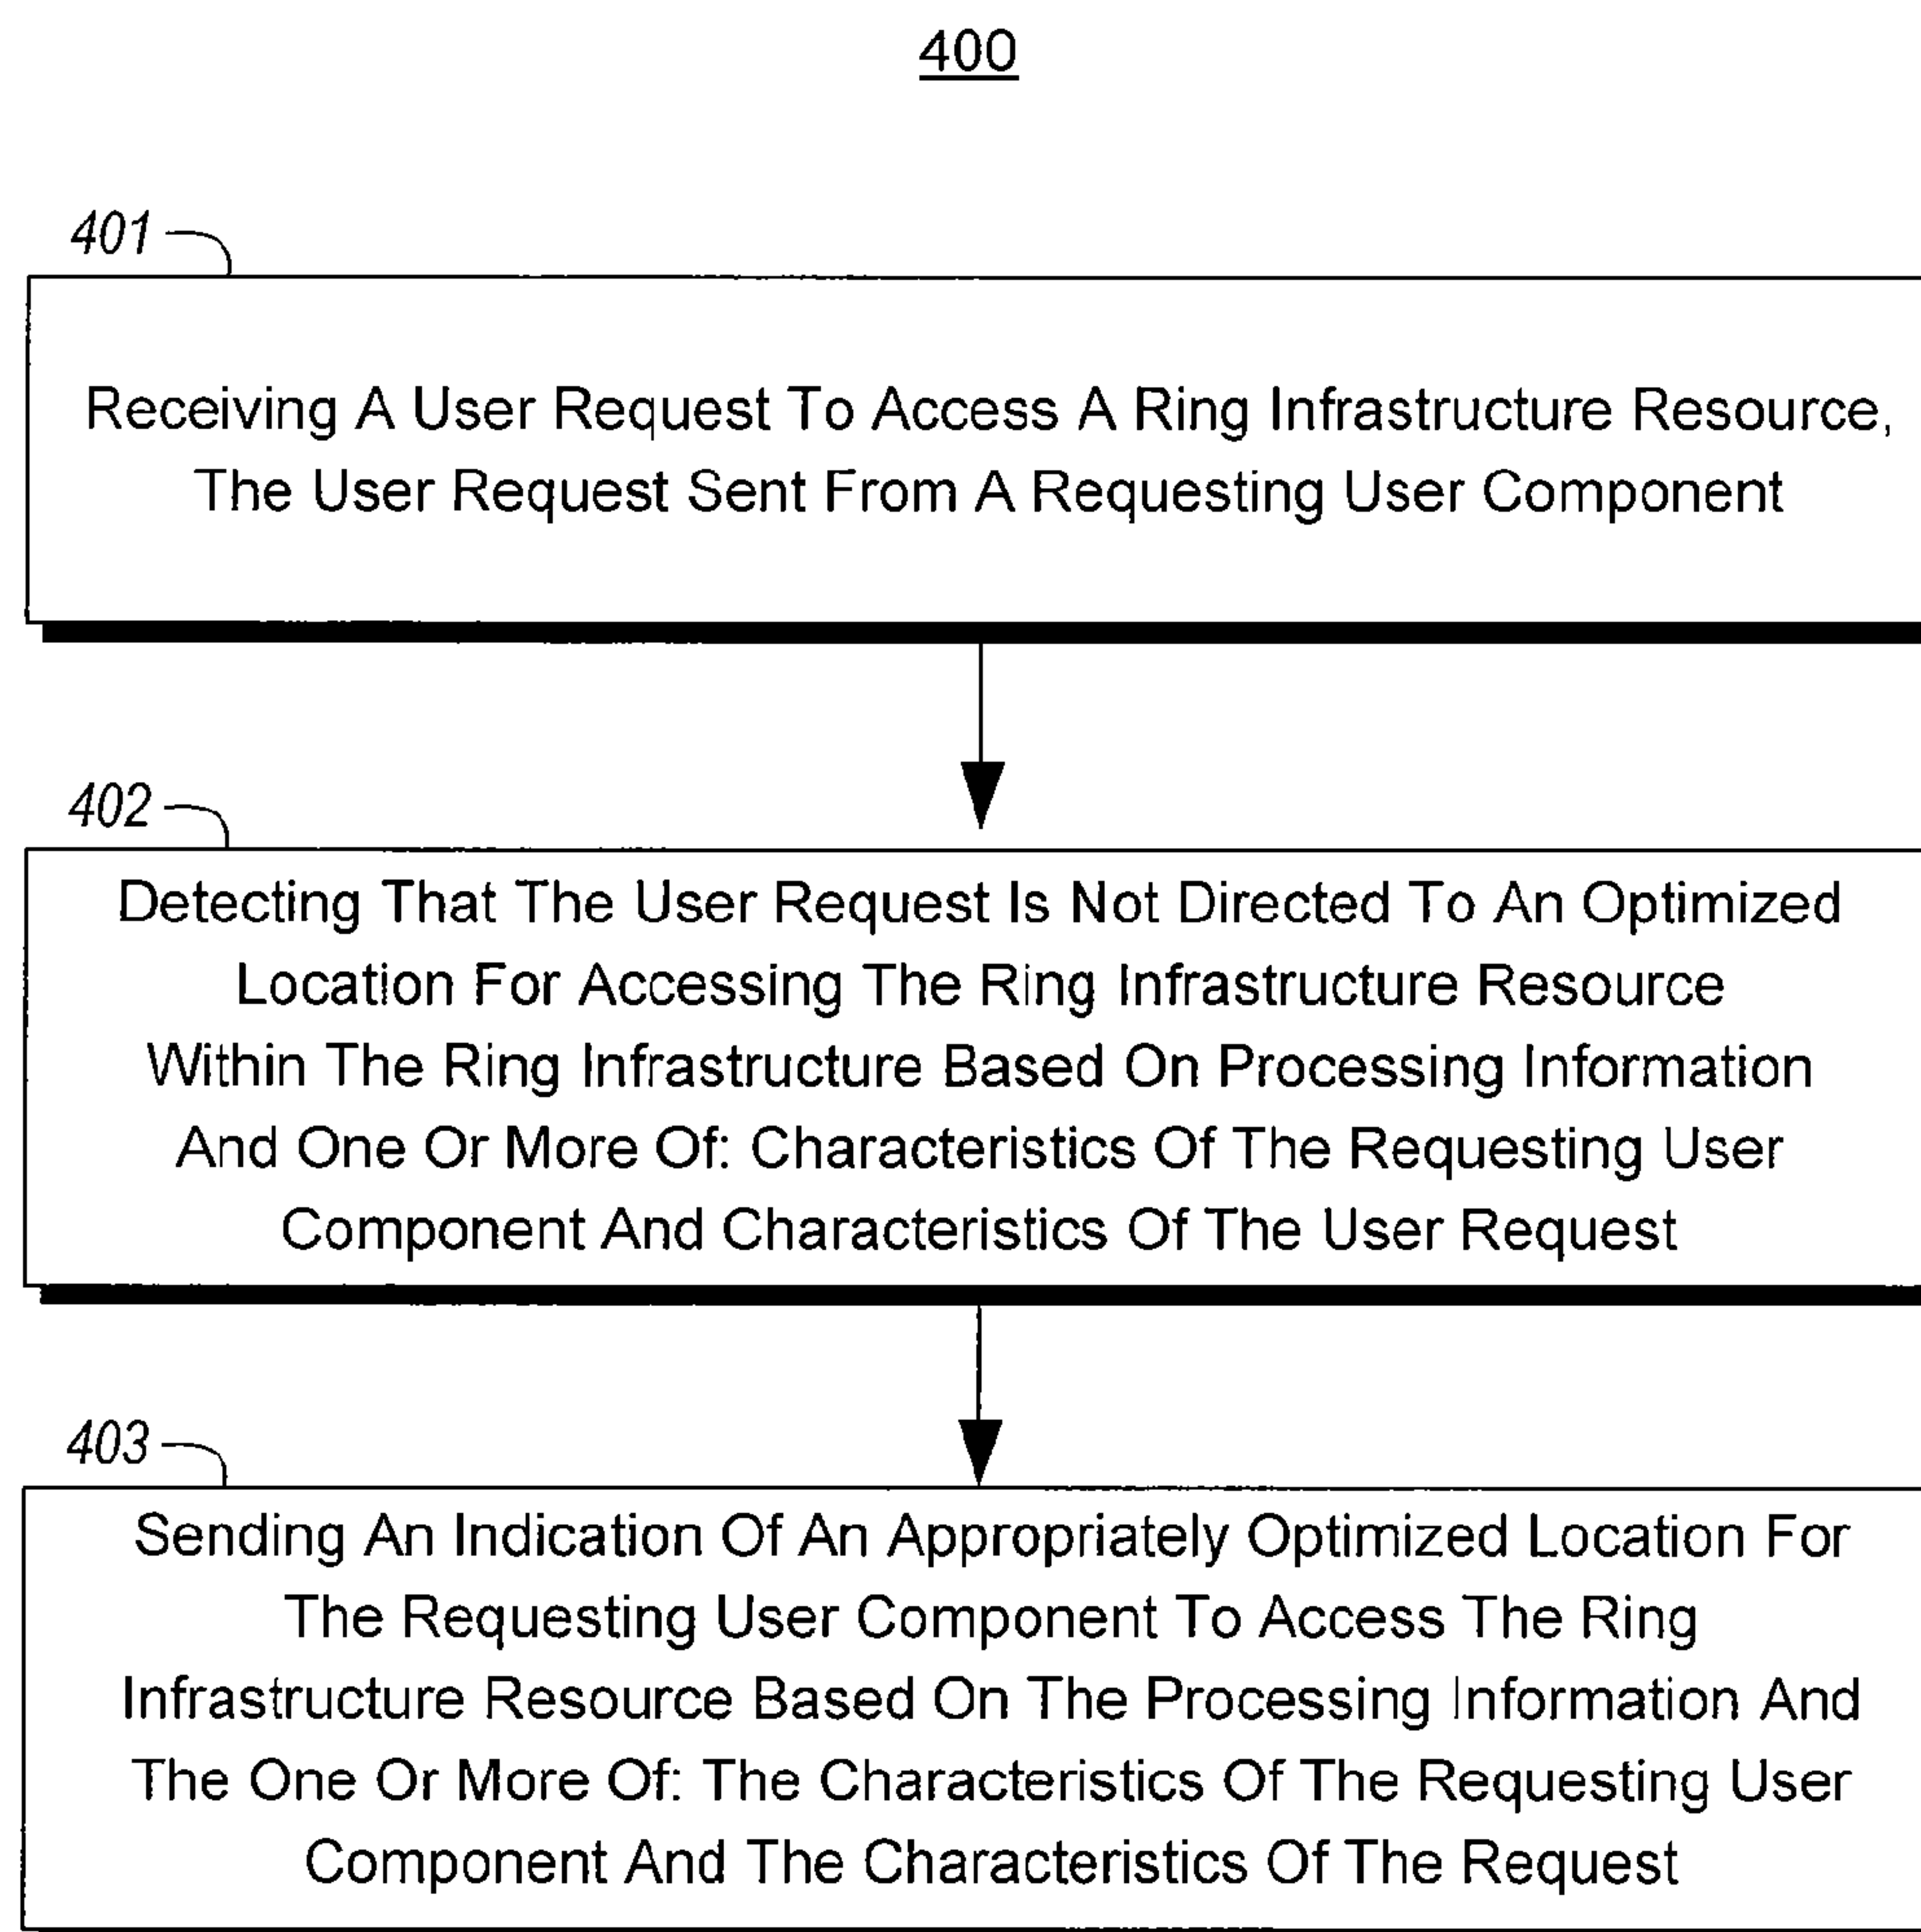 400
401
Receiving A User Request To Access A Ring Infrastructure Resource,
The User Request Sent From A Requesting User Component
402
Detecting That The User Request Is Not Directed To An Optimized
Location For Accessing The Ring Infrastructure Resource
Within The Ring Infrastructure Based On Processing Information
And One Or More Of: Characteristics Of The Requesting User
Component And Characteristics Of The User Request
403
Sending An Indication Of An Appropriately Optimized Location For
The Requesting User Component To Access The Ring
Infrastructure Resource Based On The Processing Information And
The One Or More Of: The Characteristics Of The Requesting User
Component And The Characteristics Of The Request